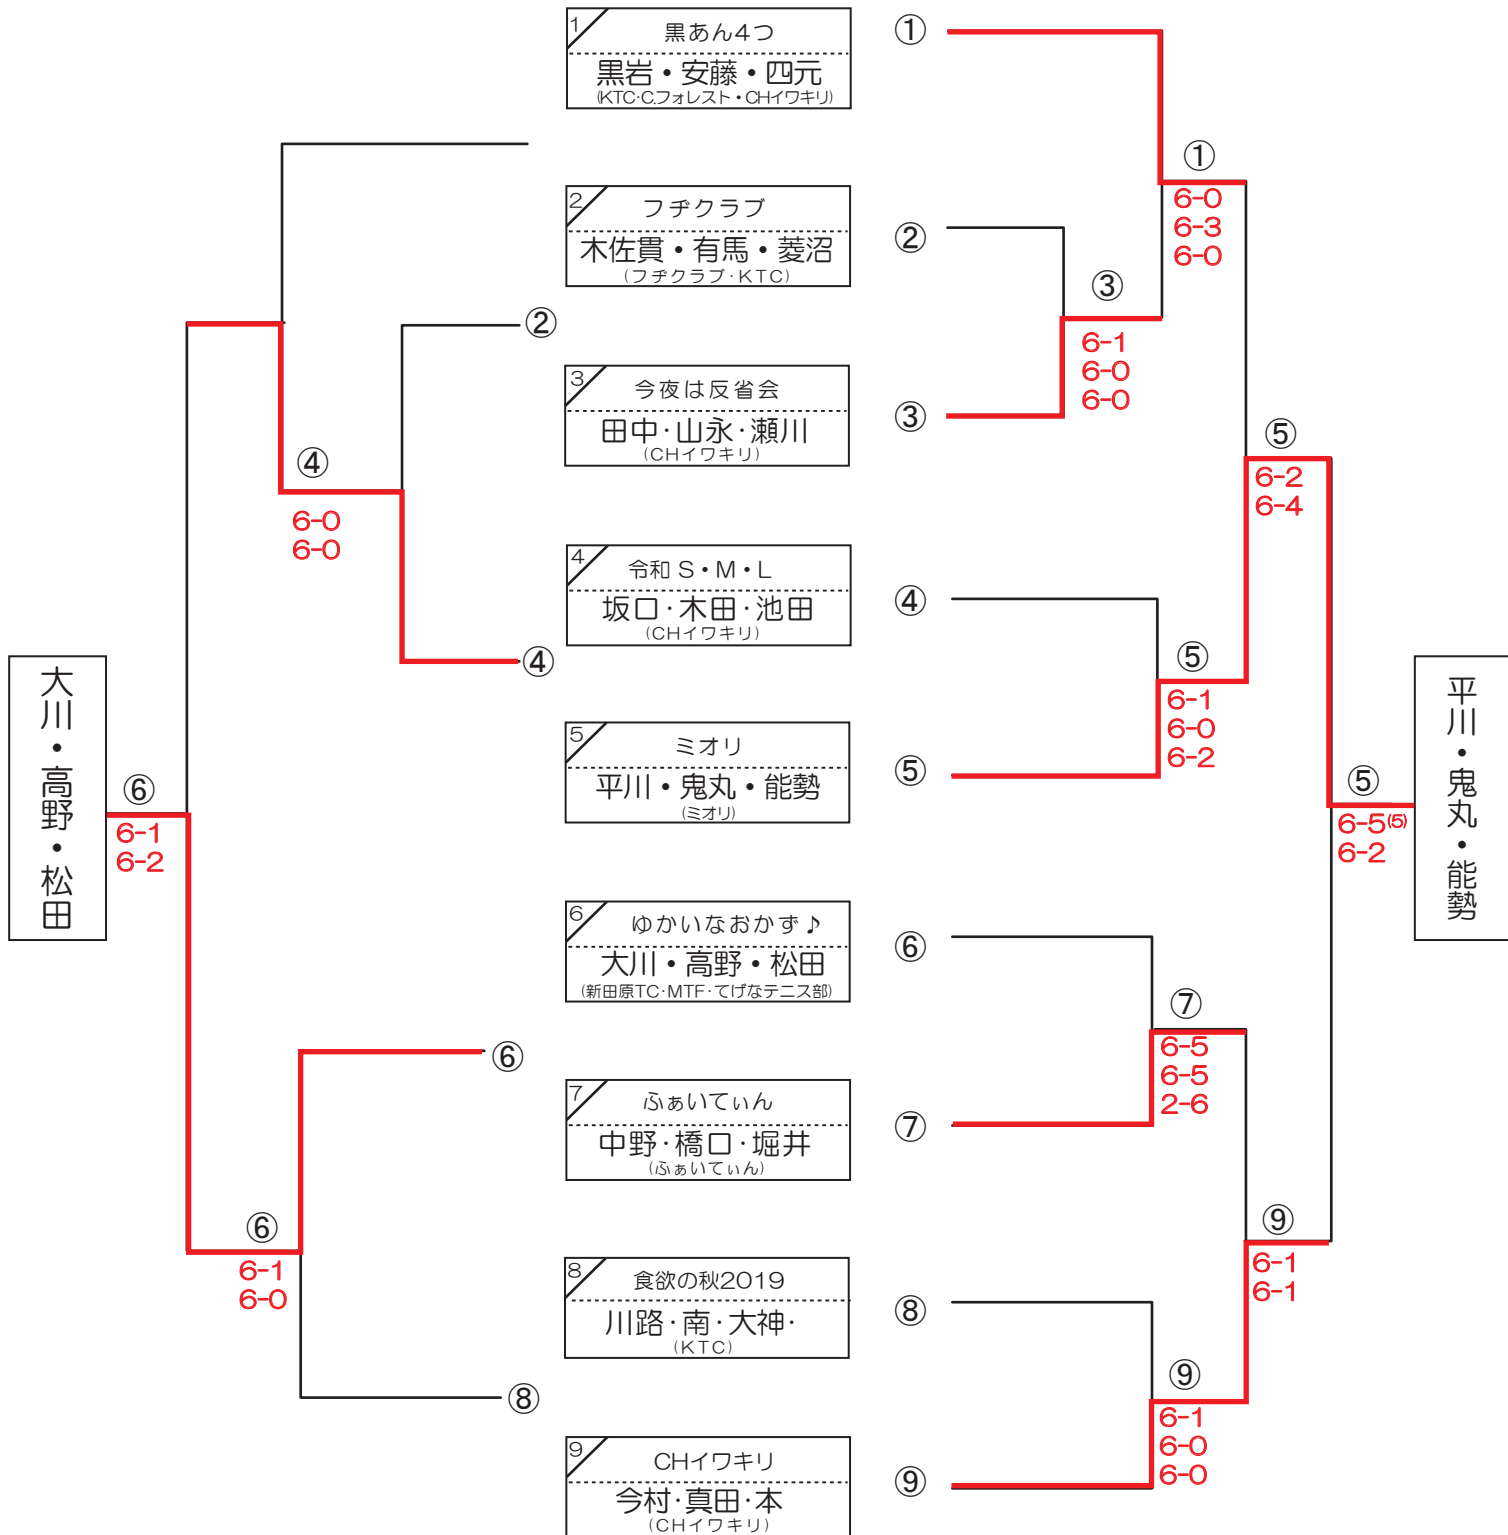 1 黒あん4つ
黒岩・安藤・四元
(KTC・C.フォレスト・CHイワキリ)
2 フヂクラブ
木佐貫・有馬・菱沼
(フヂクラブ・KTC)
3 今夜は反省会
田中・山永・瀬川
(CHイワキリ)
4 令和 S・M・L
坂口・木田・池田
(CHイワキリ)
5 ミオリ
平川・鬼丸・能勢
(ミオリ)
6 ゆかいなおかず♪
大川・高野・松田
(新田原TC・MTF・てげなテニス部)
7 ふぁいてぃん
中野・橋口・堀井
(ふぁいてぃん)
8 食欲の秋2019
川路・南・大神・
(KTC)
9 CHイワキリ
今村・真田・本
(CHイワキリ)
②
④
6-0
6-0
④
大川・高野・松田
⑥
6-1
6-2
⑥
⑥
6-1
6-0
⑧
①
①
6-0
6-3
6-0
②
③
6-1
6-0
6-0
③
⑤
6-2
6-4
④
⑤
6-1
6-0
6-2
⑤
⑤
6-5(5)
6-2
平川・鬼丸・能勢
⑥
⑦
6-5
6-5
2-6
⑦
⑨
6-1
6-1
⑧
⑨
6-1
6-0
6-0
⑨